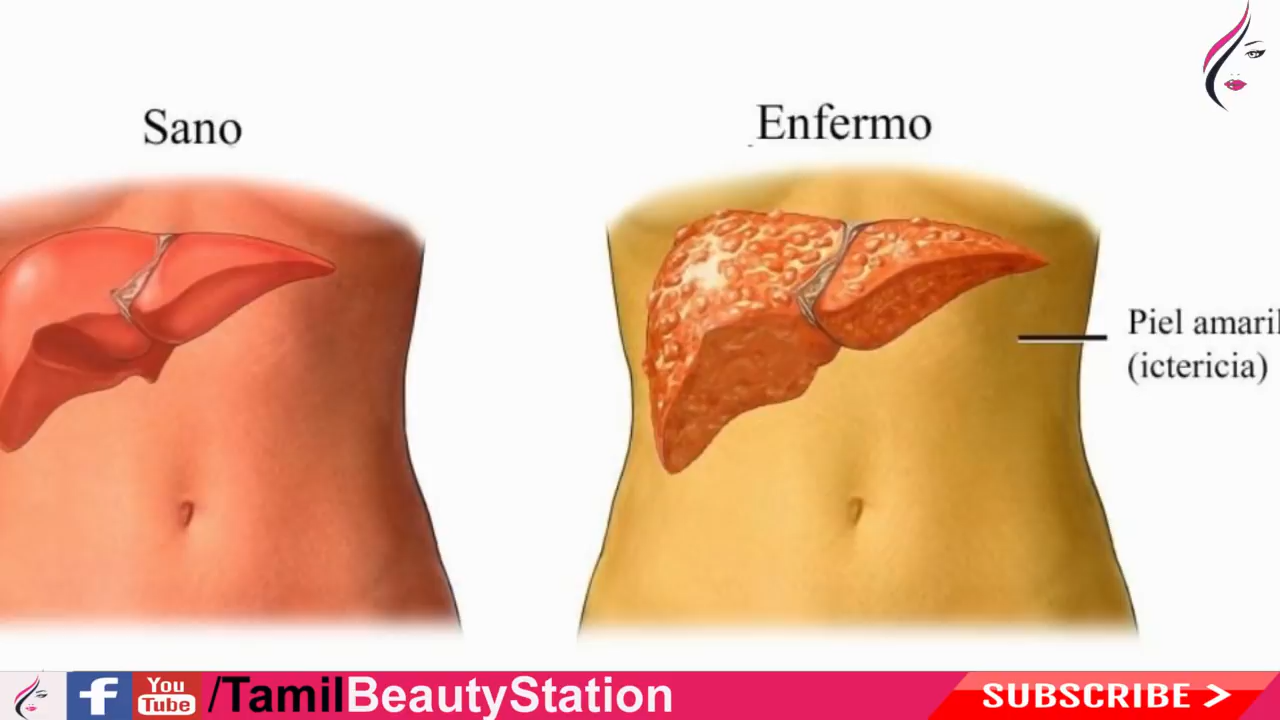 Sano
Enfermo
Piel amaril
(ictericia)
f You Tube /TamilBeautyStation
SUBSCRIBE >